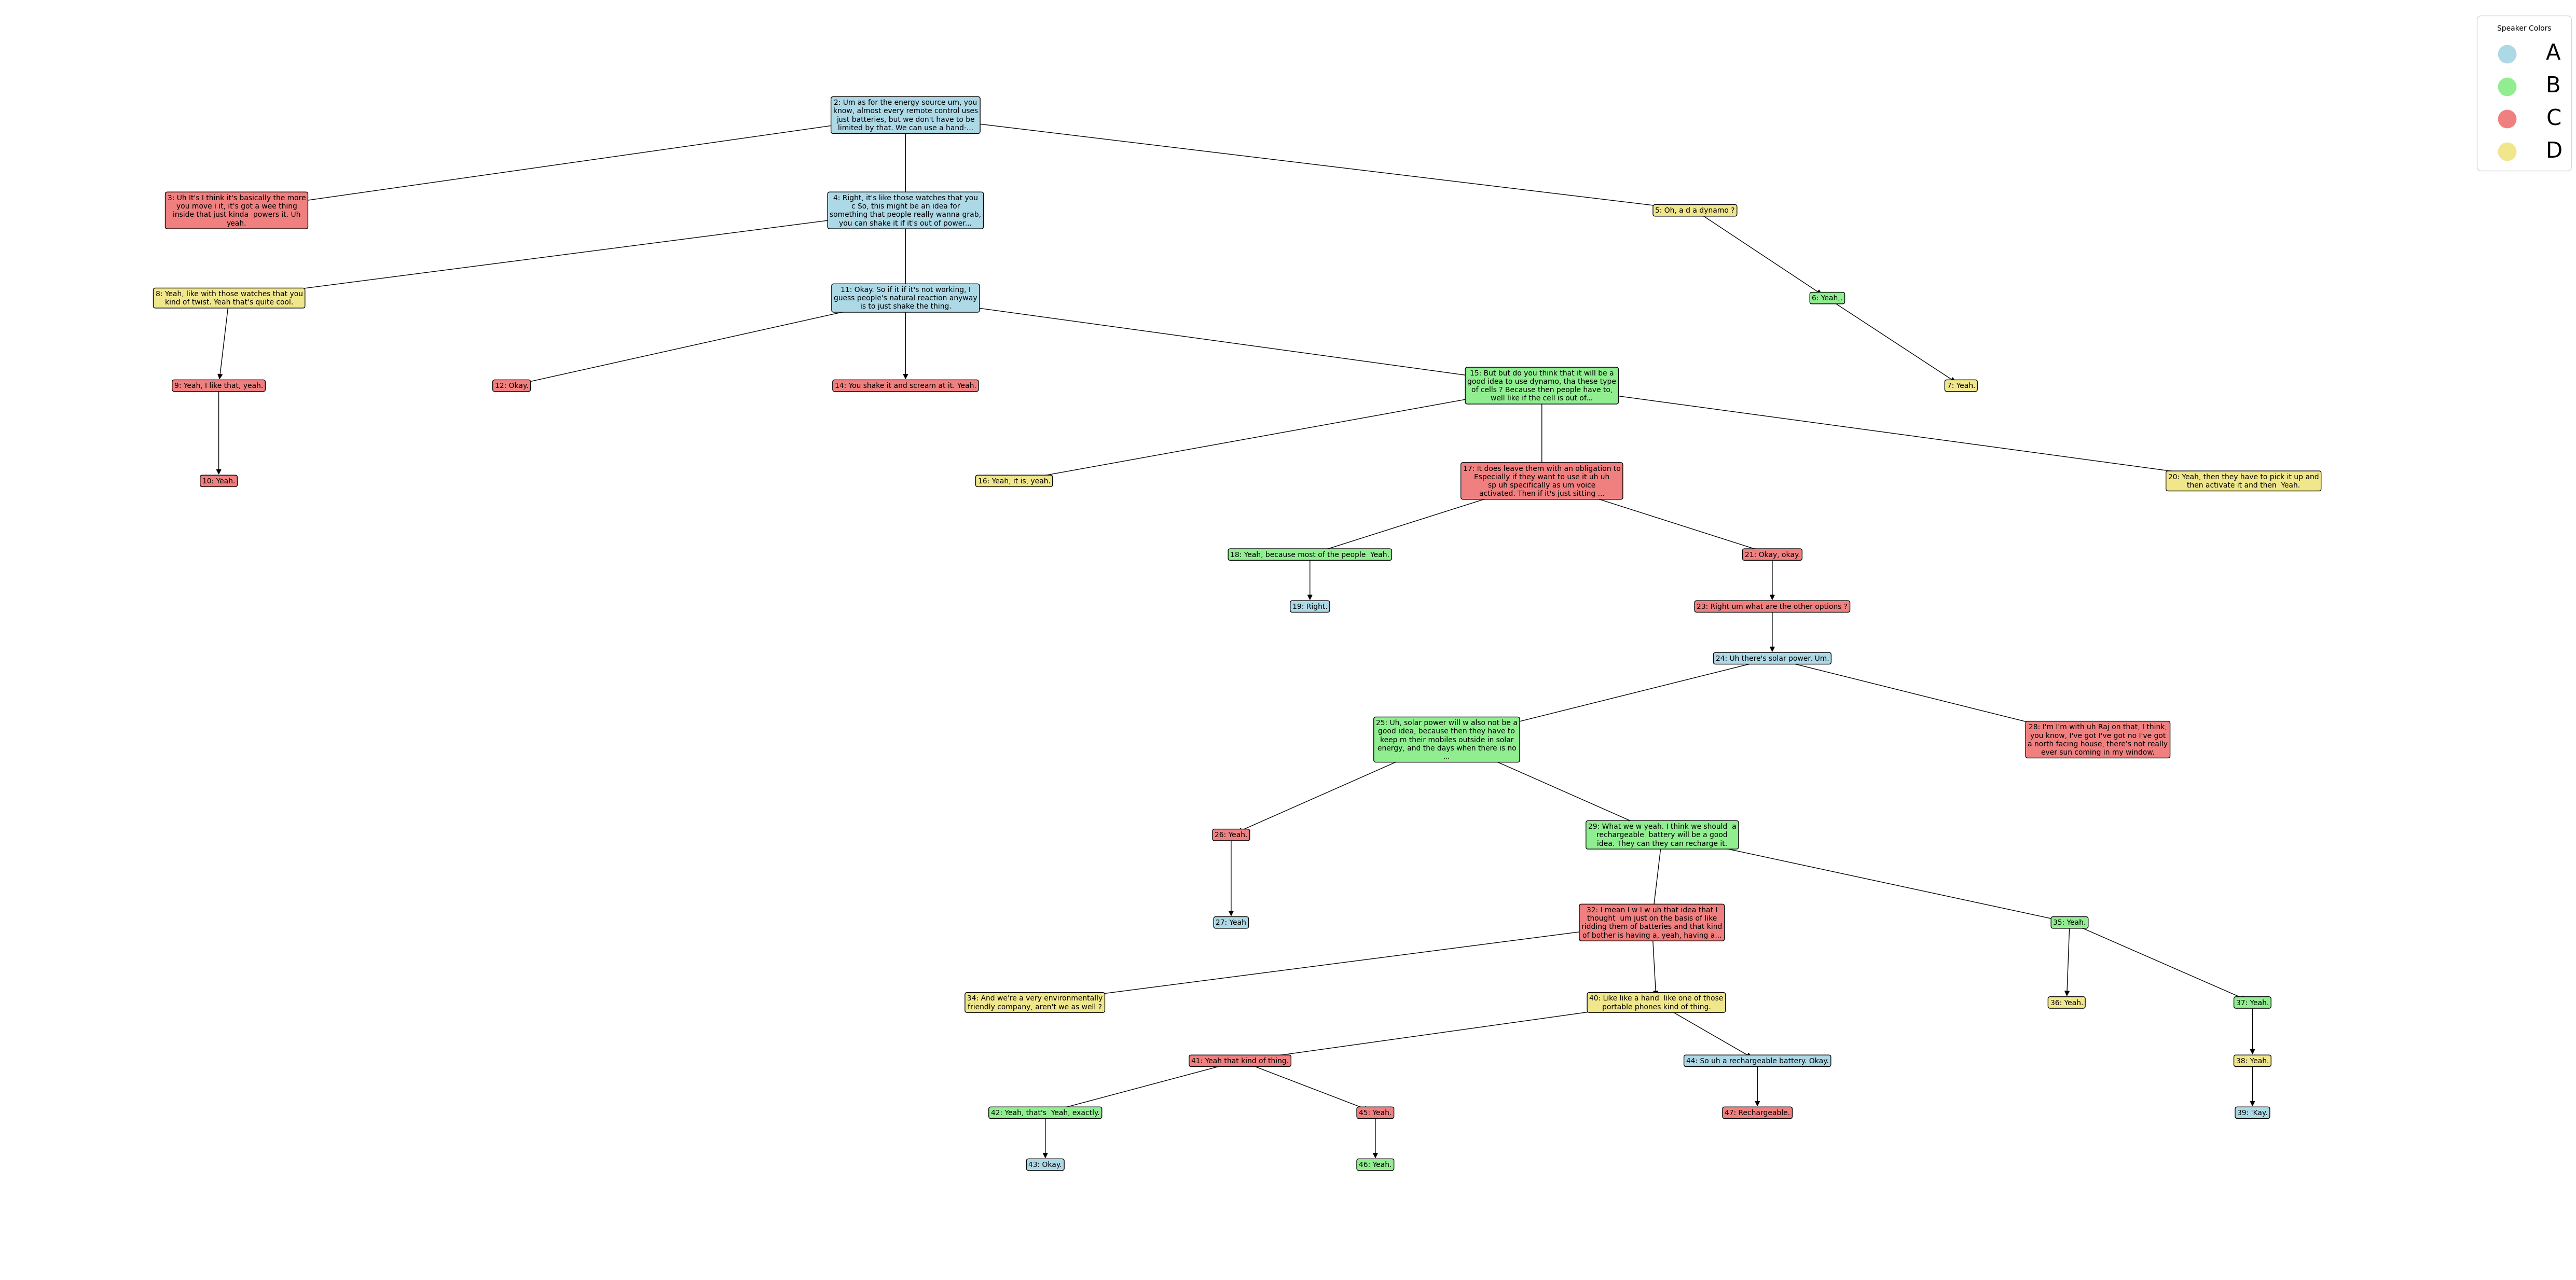 Speaker Colors
A
B
C
D
2: Um as for the energy source um, you
know, almost every remote control uses
just batteries, but we don't have to be
limited by that. We can use a hand-...
3: Uh It's I think it's basically the more
you move i it, it's got a wee thing
inside that just kinda  powers it. Uh
yeah.
4: Right, it's like those watches that you
c So, this might be an idea for
something that people really wanna grab,
you can shake it if it's out of power...
5: Oh, a d a dynamo ?
8: Yeah, like with those watches that you
kind of twist. Yeah that's quite cool.
11: Okay. So if it if it's not working, I
guess people's natural reaction anyway
is to just shake the thing.
6: Yeah,.
9: Yeah, I like that, yeah.
12: Okay.
14: You shake it and scream at it. Yeah.
15: But but do you think that it will be a
good idea to use dynamo, tha these type
of cells ? Because then people have to,
well like if the cell is out of...
7: Yeah.
10: Yeah.
16: Yeah, it is, yeah.
17: It does leave them with an obligation to
Especially if they want to use it uh uh
sp uh specifically as um voice
activated. Then if it's just sitting ...
20: Yeah, then they have to pick it up and
then activate it and then  Yeah.
18: Yeah, because most of the people  Yeah.
21: Okay, okay.
19: Right.
23: Right um what are the other options ?
24: Uh there's solar power. Um.
25: Uh, solar power will w also not be a
good idea, because then they have to
keep m their mobiles outside in solar
energy, and the days when there is no
...
28: I'm I'm with uh Raj on that, I think,
you know, I've got I've got no I've got
a north facing house, there's not really
ever sun coming in my window.
26: Yeah.
29: What we w yeah. I think we should  a
rechargeable  battery will be a good
idea. They can they can recharge it.
27: Yeah
32: I mean I w I w uh that idea that I
thought  um just on the basis of like
ridding them of batteries and that kind
of bother is having a, yeah, having a...
35: Yeah.
34: And we're a very environmentally
friendly company, aren't we as well ?
40: Like like a hand  like one of those
portable phones kind of thing.
36: Yeah.
37: Yeah.
41: Yeah that kind of thing.
44: So uh a rechargeable battery. Okay.
38: Yeah.
42: Yeah, that's  Yeah, exactly.
45: Yeah.
47: Rechargeable.
39: 'Kay.
43: Okay.
46: Yeah.